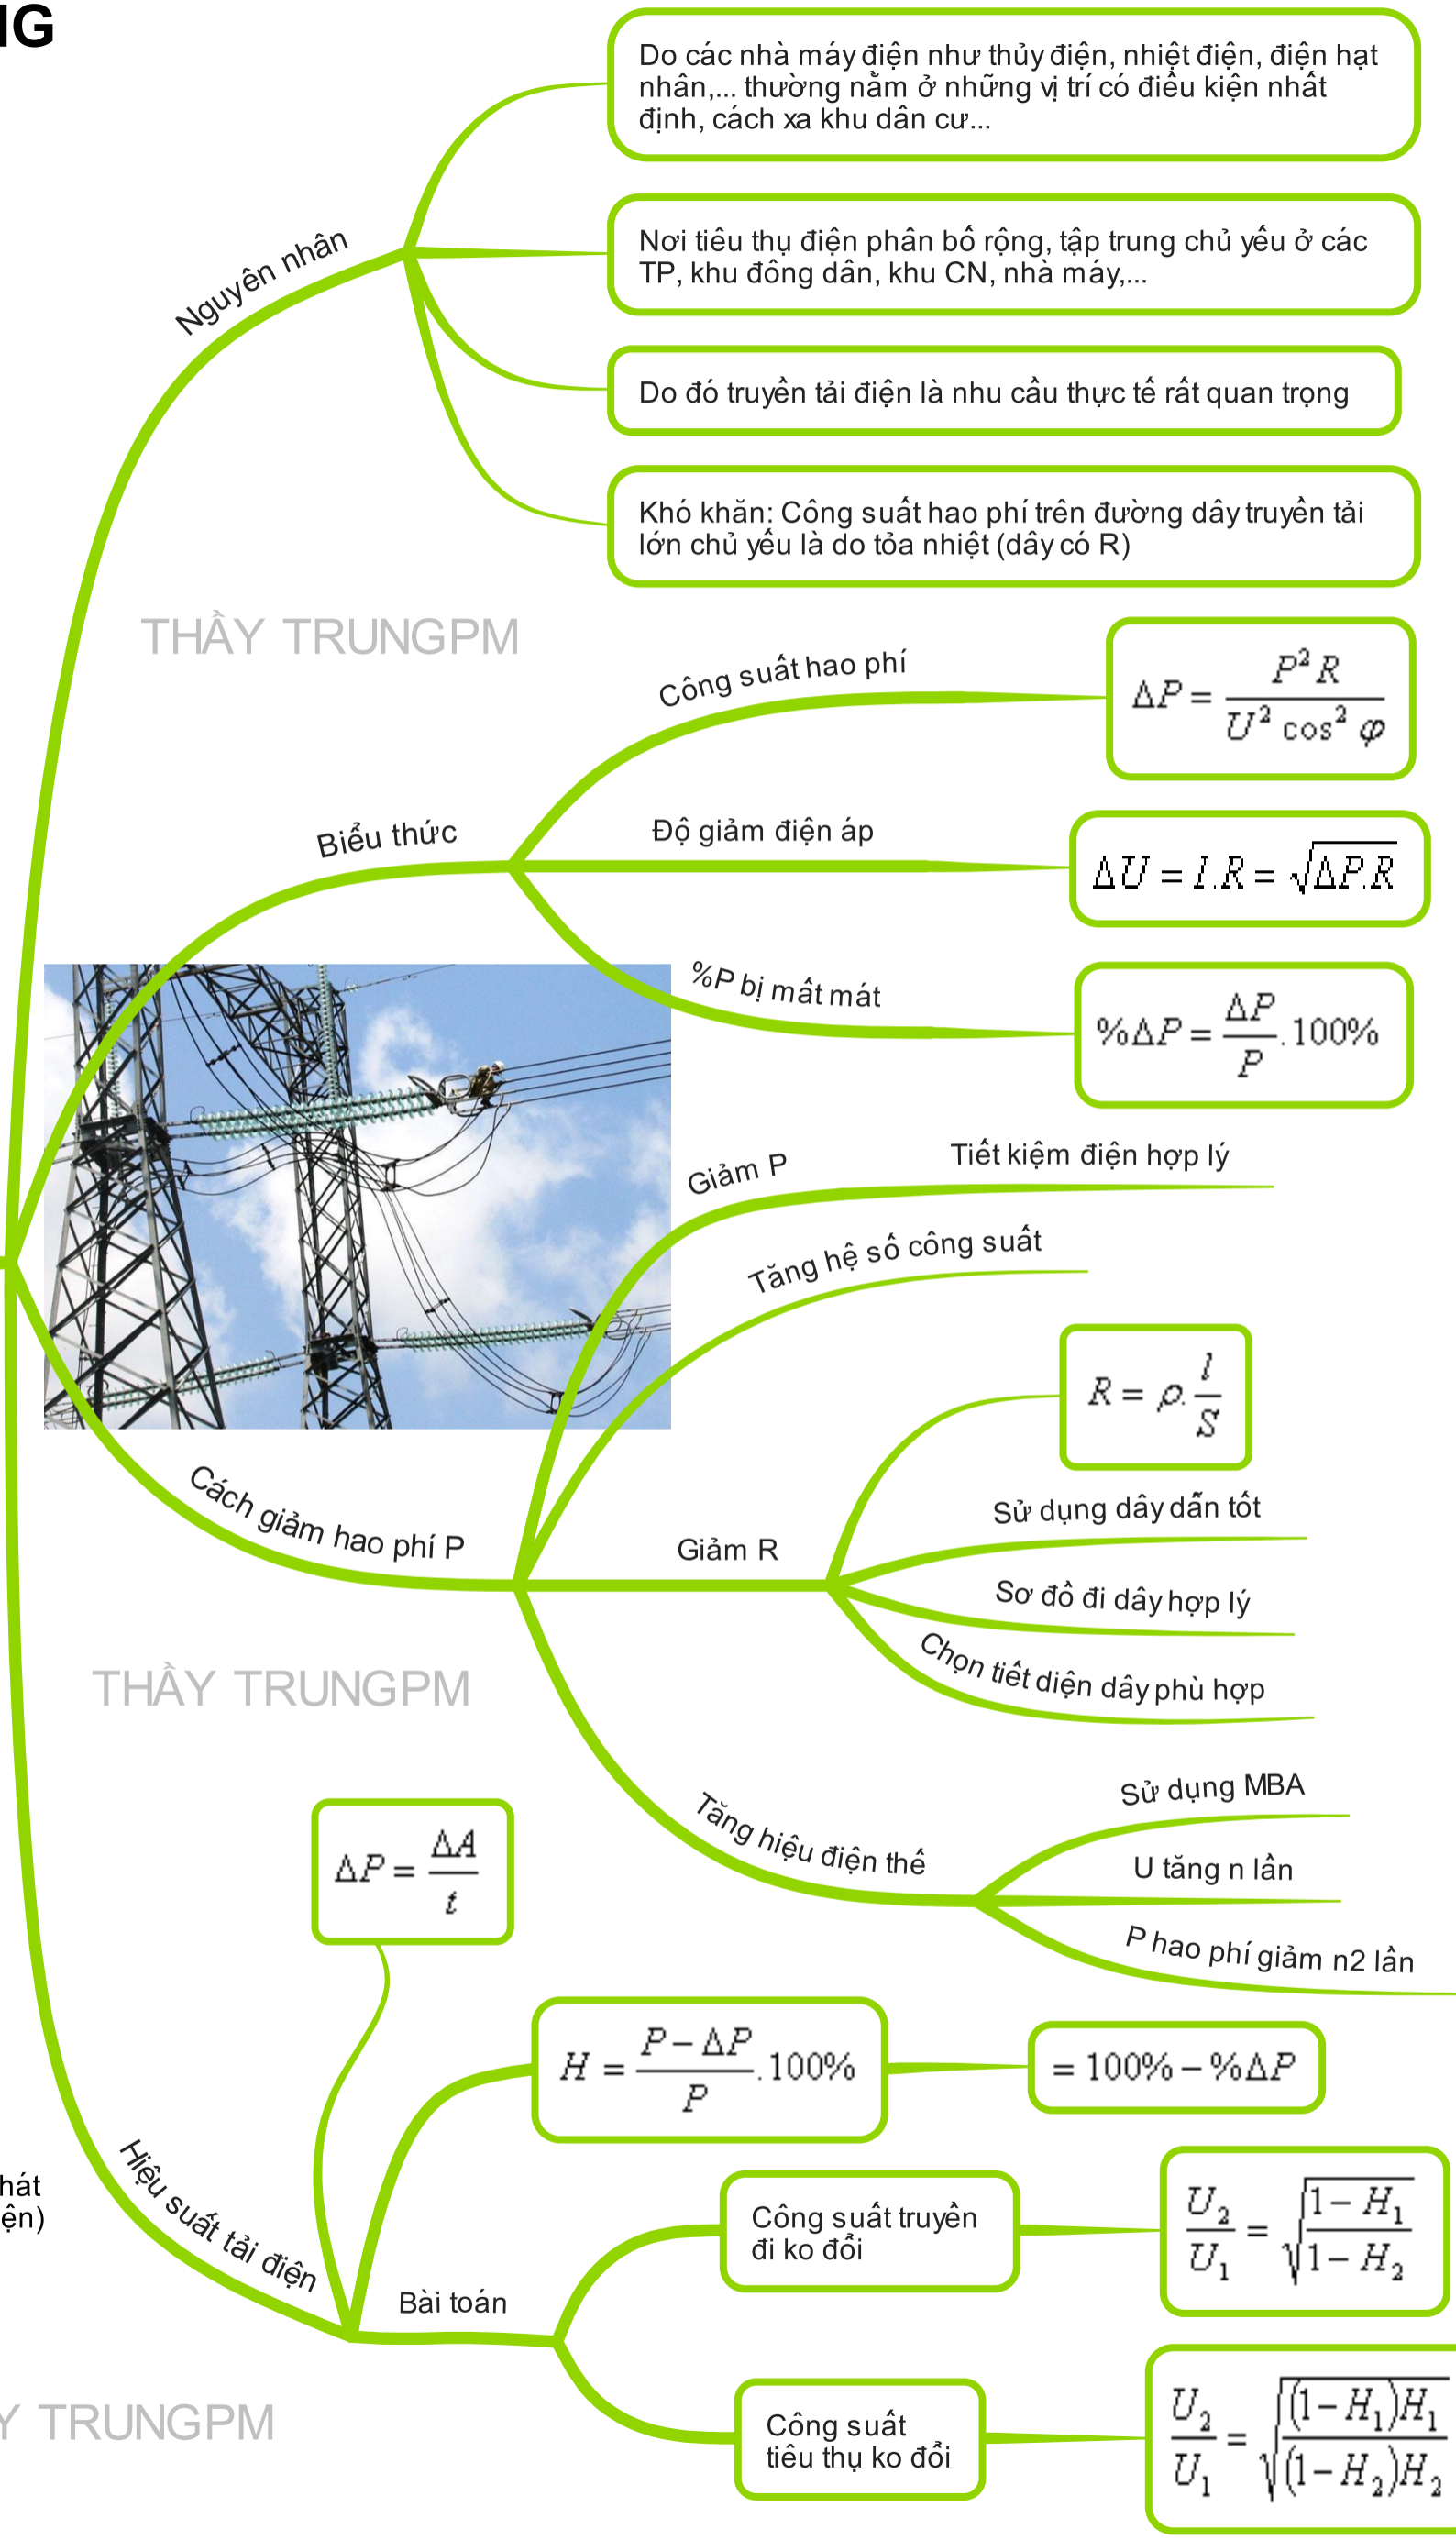 NG
Do các nhà máy điện như thủy điện, nhiệt điện, điện hạt
nhân,... thường nằm ở những vị trí có điều kiện nhất
định, cách xa khu dân cư...
Nguyên nhân
Nơi tiêu thụ điện phân bố rộng, tập trung chủ yếu ở các
TP, khu đông dân, khu CN, nhà máy,...
Do đó truyền tải điện là nhu cầu thực tế rất quan trọng
Khó khăn: Công suất hao phí trên đường dây truyền tải
lớn chủ yếu là do tỏa nhiệt (dây có R)
THẦY TRUNGPM
Công suất hao phí
ΔP = P² R / U² cos² φ
Biểu thức
Độ giảm điện áp
ΔU = I.R = √ΔP.R
%P bị mất mát
%ΔP = ΔP / P .100%
Giảm P
Tiết kiệm điện hợp lý
Tăng hệ số công suất
R = ρ. l / S
Cách giảm hao phí P
Giảm R
Sử dụng dây dẫn tốt
Sơ đồ đi dây hợp lý
Chọn tiết diện dây phù hợp
THẦY TRUNGPM
Tăng hiệu điện thế
Sử dụng MBA
U tăng n lần
P hao phí giảm n2 lần
ΔP = ΔA / t
H = P − ΔP / P .100%
= 100% − %ΔP
hát
ện)
Hiệu suất tải điện
Bài toán
Công suất truyền
đi ko đổi
U₂ / U₁ = √(1 − H₁ / 1 − H₂)
Y TRUNGPM
Công suất
tiêu thụ ko đổi
U₂ / U₁ = √((1 − H₁)H₁ / (1 − H₂)H₂)